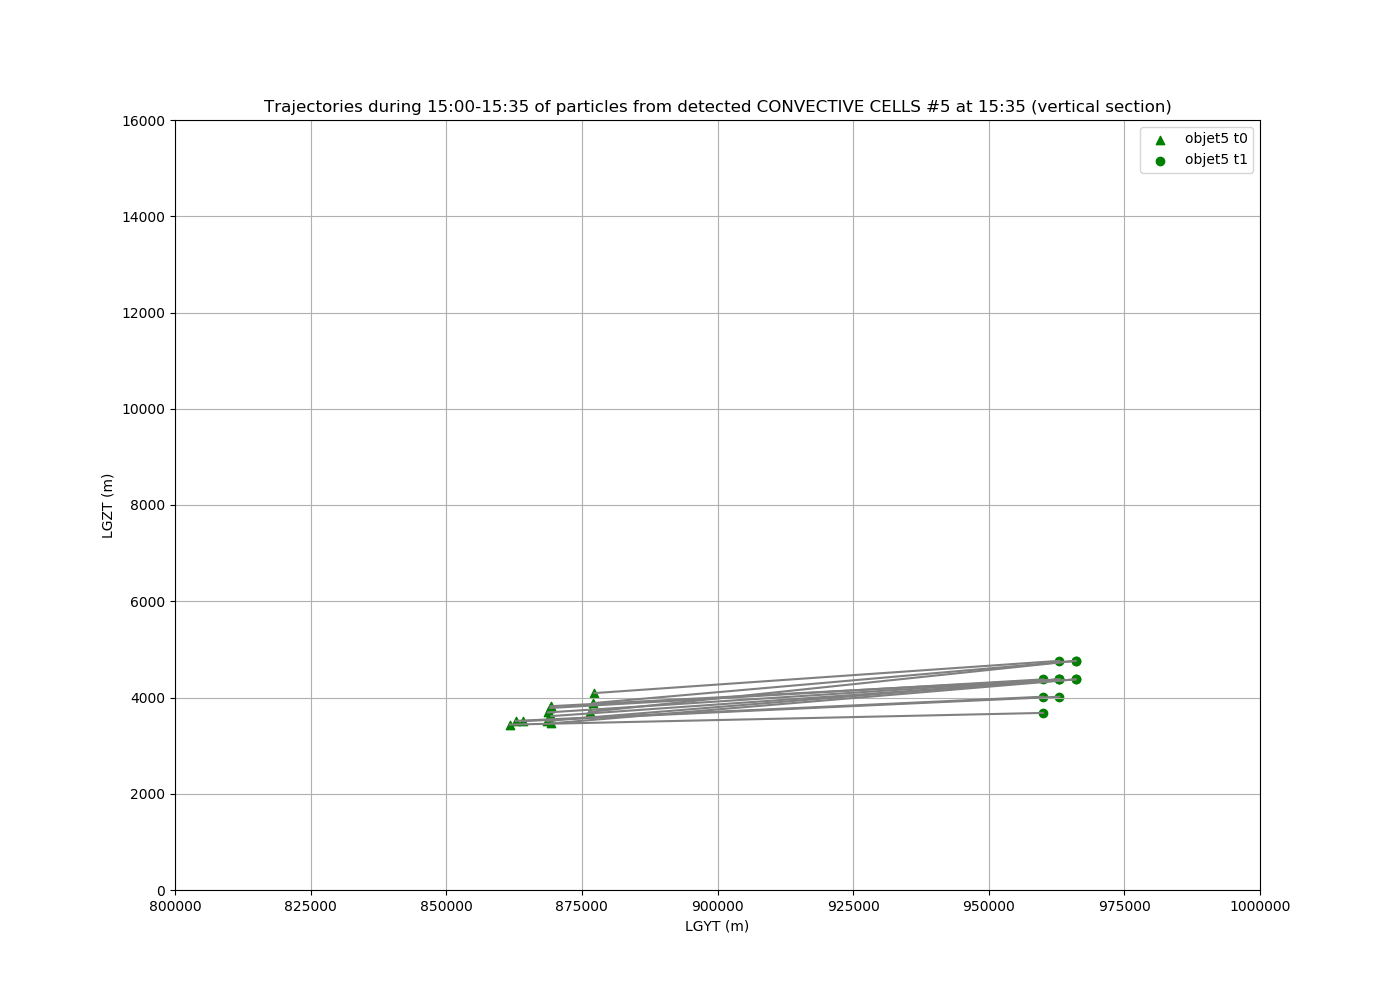 Trajectories during 15:00-15:35 of particles from detected CONVECTIVE CELLS #5 at 15:35 (vertical section)
objet5 t0
objet5 t1
16000
14000
12000
10000
8000
6000
4000
2000
0
LGZT (m)
800000 825000 850000 875000 900000 925000 950000 975000 1000000
LGYT (m)